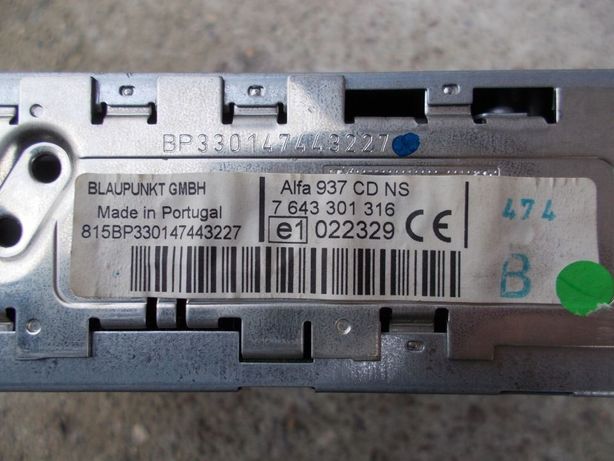 BP330147443227
BLAUPUNKT GMBH
Made in Portugal
815BP330147443227
Alfa 937 CD NS
7 643 301 316
e1 022329 CE
474
B